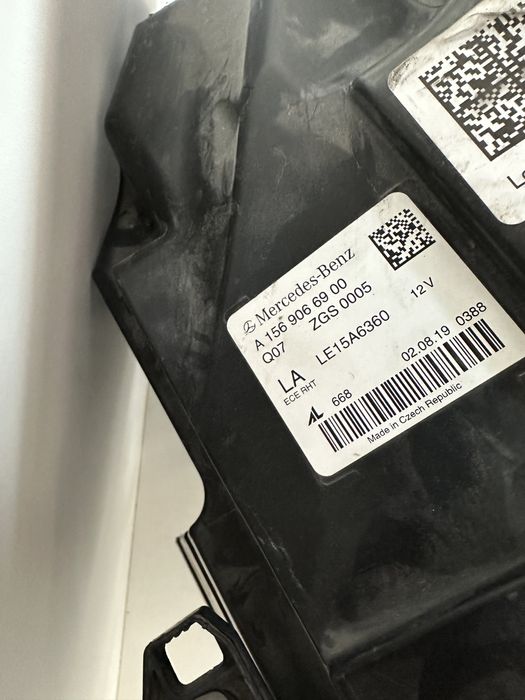 Mercedes-Benz
A 156 906 69 00
Q07 ZGS 0005
LA LE15A6360 12V
ECE RHT
AL 668 02.08.19 0388
Made in Czech Republic